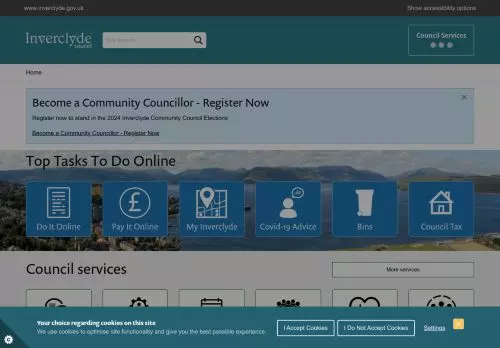 www.inverclyde.gov.uk
Show accessibility options
Inverclyde
council
Council Services
Home
Become a Community Councillor - Register Now
Register now to stand in the 2024 Inverclyde Community Council Elections
Become a Community Councillor - Register Now
Top Tasks To Do Online
Do It Online
Pay It Online
My Inverclyde
Covid-19 Advice
Bins
Council Tax
Council services
More services
Your choice regarding cookies on this site
We use cookies to optimise site functionality and give you the best possible experience.
I Accept Cookies
I Do Not Accept Cookies
Settings